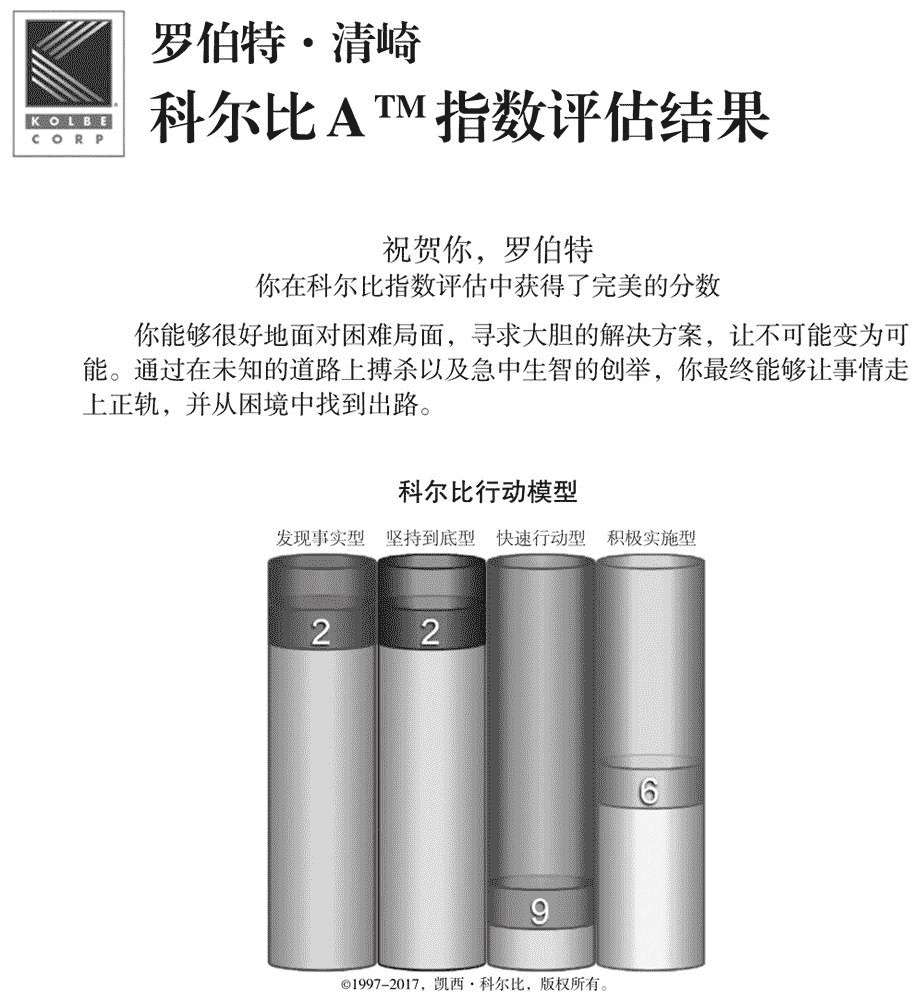 KOLBE
CORP
罗伯特·清崎
科尔比 A™ 指数评估结果
祝贺你，罗伯特
你在科尔比指数评估中获得了完美的分数
你能够很好地面对困难局面，寻求大胆的解决方案，让不可能变为可
能。通过在未知的道路上搏杀以及急中生智的创举，你最终能够让事情走
上正轨，并从困境中找到出路。
科尔比行动模型
发现事实型 坚持到底型 快速行动型 积极实施型
2 2
6
9
©1997–2017，凯西·科尔比，版权所有。